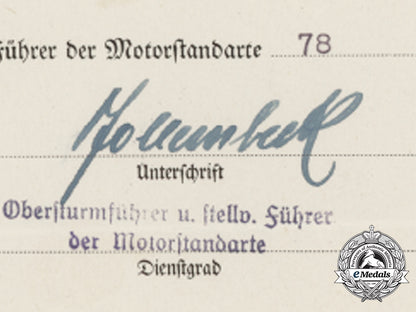 Führer der Motorstandarte 78
Unterschrift
Obersturmführer u. stellv. Führer
der Motorstandarte
Dienstgrad
eMedals